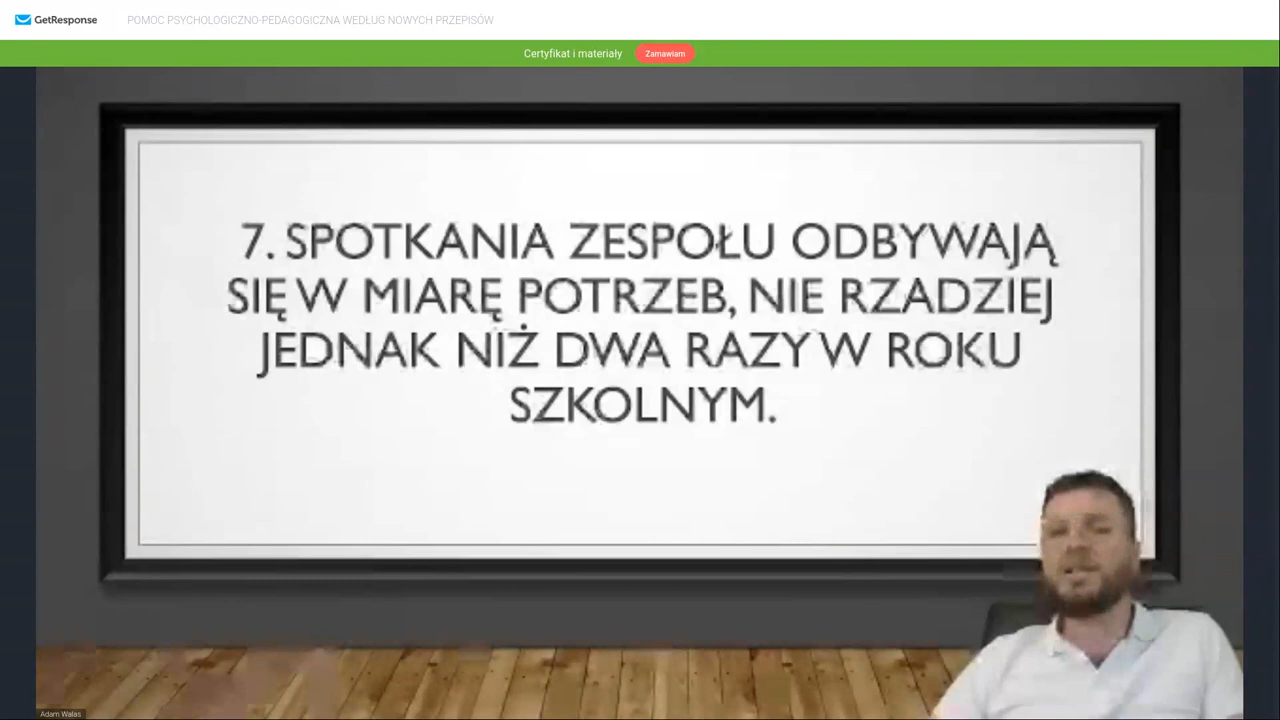 GetResponse
POMOC PSYCHOLOGICZNO-PEDAGOGICZNA WEDŁUG NOWYCH PRZEPISÓW
Certyfikat i materiały
Zamawiam
7. SPOTKANIA ZESPOŁU ODBYWAJĄ
SIĘ W MIARĘ POTRZEB, NIE RZADZIEJ
JEDNAK NIŻ DWA RAZY W ROKU
SZKOLNYM.
Adam Walas